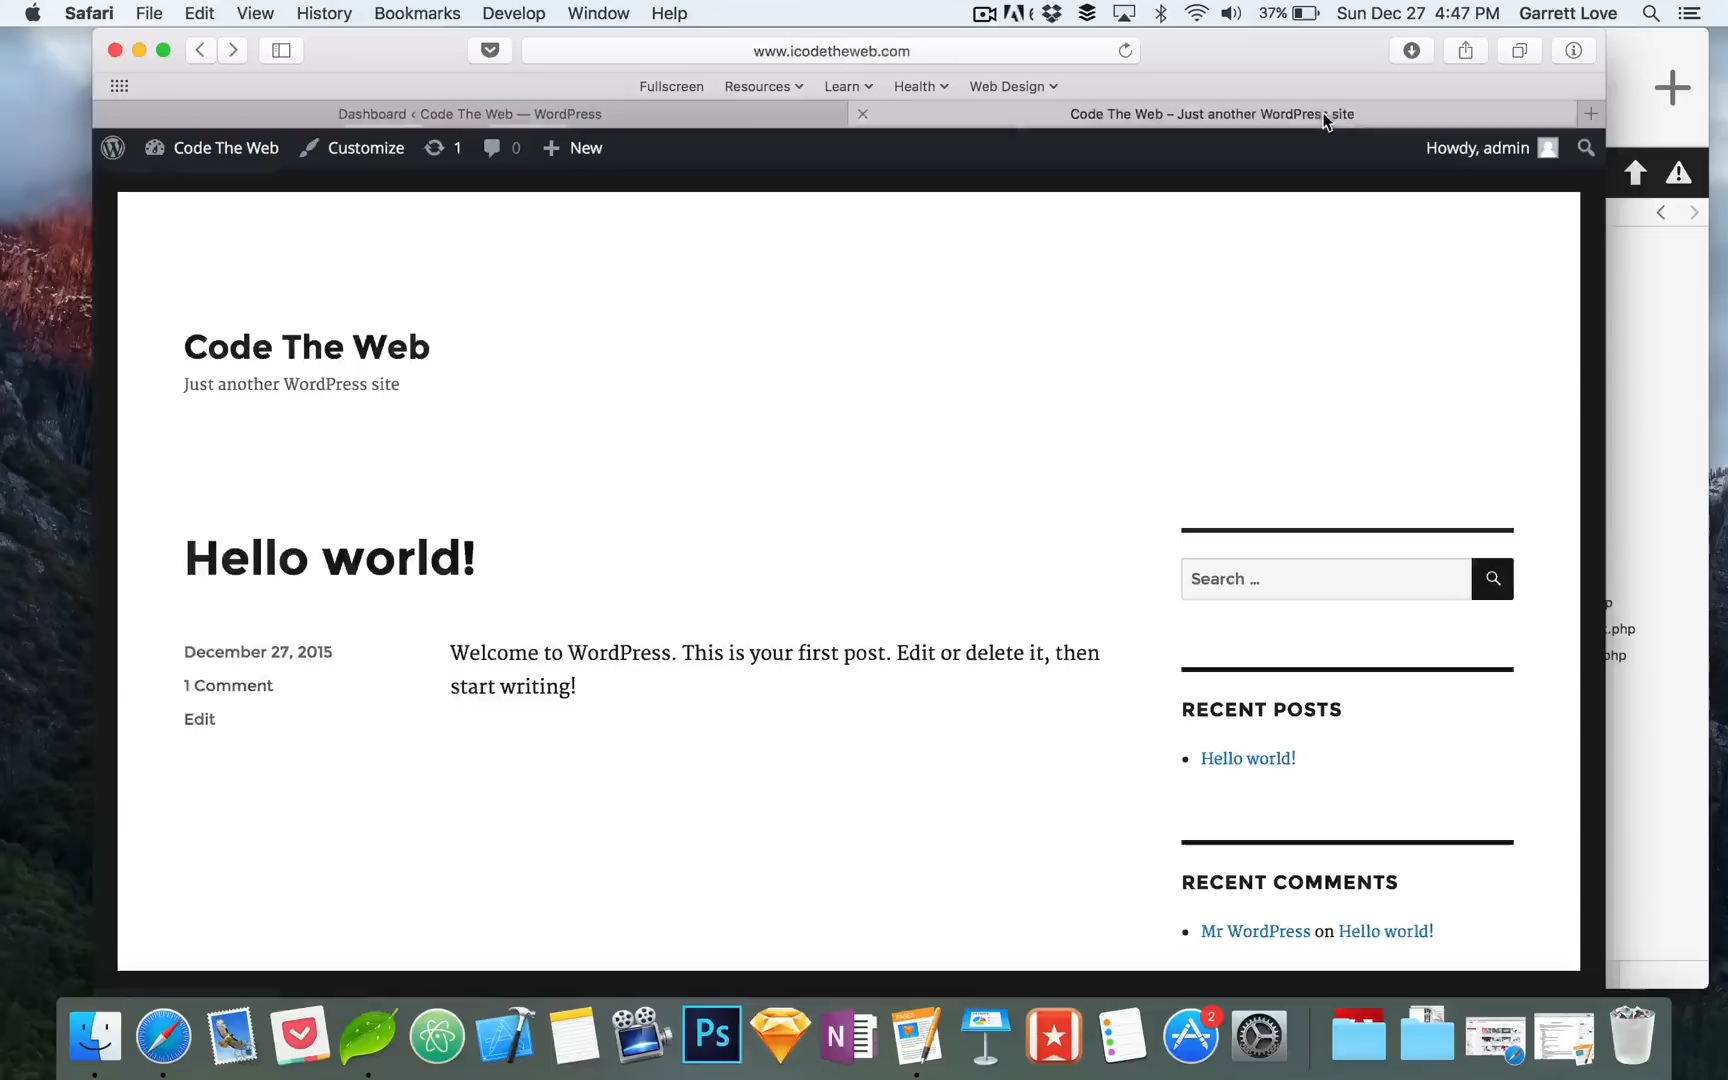 Safari File Edit View History Bookmarks Develop Window Help 6 37% Sun Dec 27 4:47 PM Garrett Love
www.icodetheweb.com
Fullscreen Resources Learn Health Web Design
Dashboard ‹ Code The Web — WordPress
Code The Web – Just another WordPress site
Code The Web Customize 1 0 New Howdy, admin
Code The Web
Just another WordPress site
Hello world!
Search ...
December 27, 2015
1 Comment
Edit
Welcome to WordPress. This is your first post. Edit or delete it, then
start writing!
.php
RECENT POSTS
Hello world!
RECENT COMMENTS
Mr WordPress on Hello world!
Ps
N
2